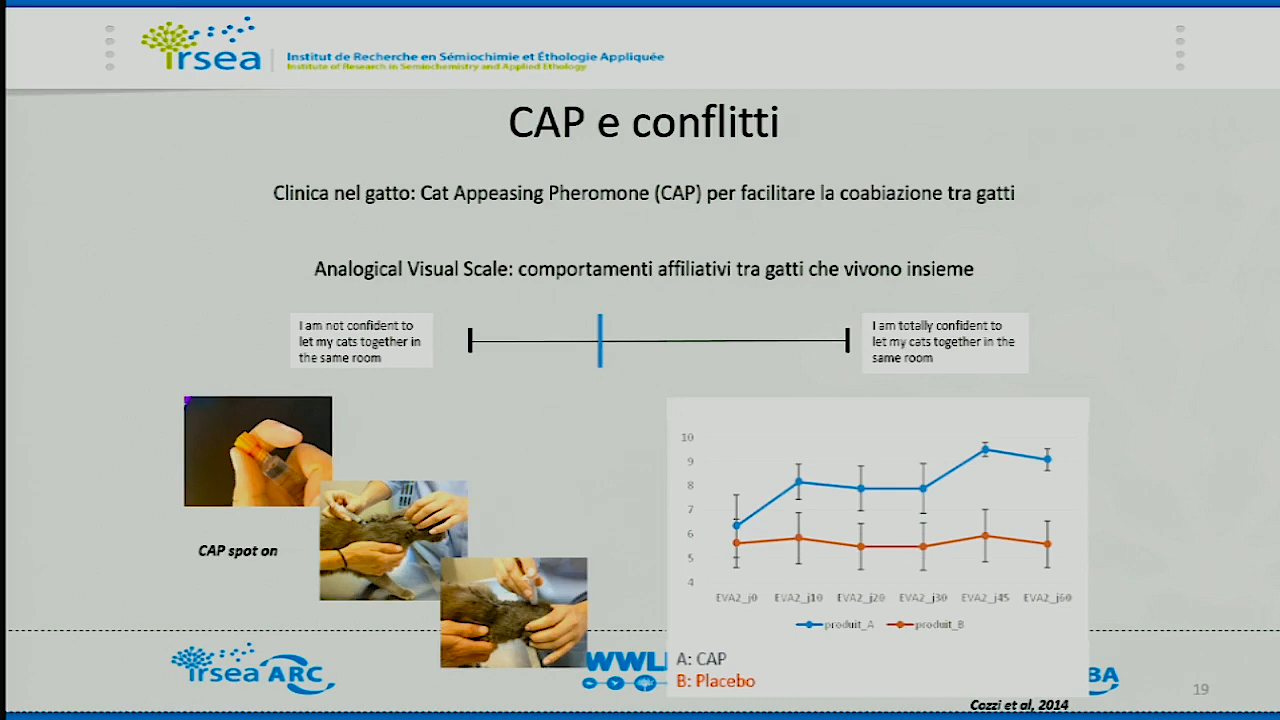 irsea
Institut de Recherche en Sémiochimie et Éthologie Appliquée
Institute of Research in Semiochemistry and Applied Ethology
CAP e conflitti
Clinica nel gatto: Cat Appeasing Pheromone (CAP) per facilitare la coabiazione tra gatti
Analogical Visual Scale: comportamenti affiliativi tra gatti che vivono insieme
I am not confident to
let my cats together in
the same room
I am totally confident to
let my cats together in the
same room
CAP spot on
10
9
8
7
6
5
4
EVA2_j0 EVA2_j10 EVA2_j20 EVA2_j30 EVA2_j45 EVA2_j60
produit_A produit_B
A: CAP
B: Placebo
irsea ARC
BA
19
Cozzi et al, 2014